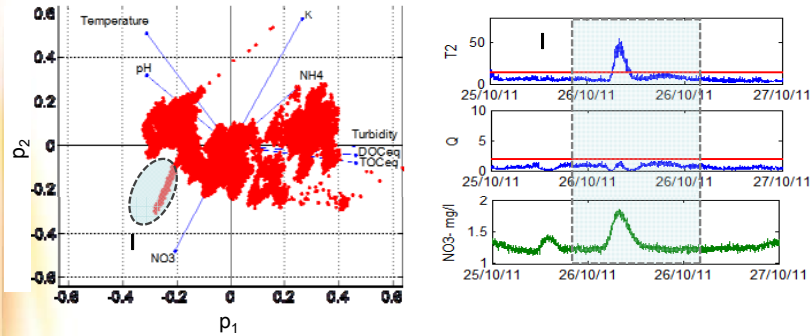 0.6
0.4
0.2
0
-0.2
-0.4
-0.6
p2
Temperature
K
pH
NH4
Turbidity
DOCeq
TOCeq
I
NO3
-0.6 -0.4 -0.2 0 0.2 0.4 0.6
p1
T2
50
0
I
25/10/11 26/10/11 26/10/11 27/10/11
Q
10
5
0
25/10/11 26/10/11 26/10/11 27/10/11
NO3- mg/l
2
1.5
1
25/10/11 26/10/11 26/10/11 27/10/11